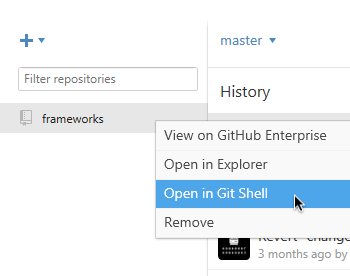 master
Filter repositories
History
frameworks
View on GitHub Enterprise
Open in Explorer
Open in Git Shell
Remove
Revert "change
3 months ago by